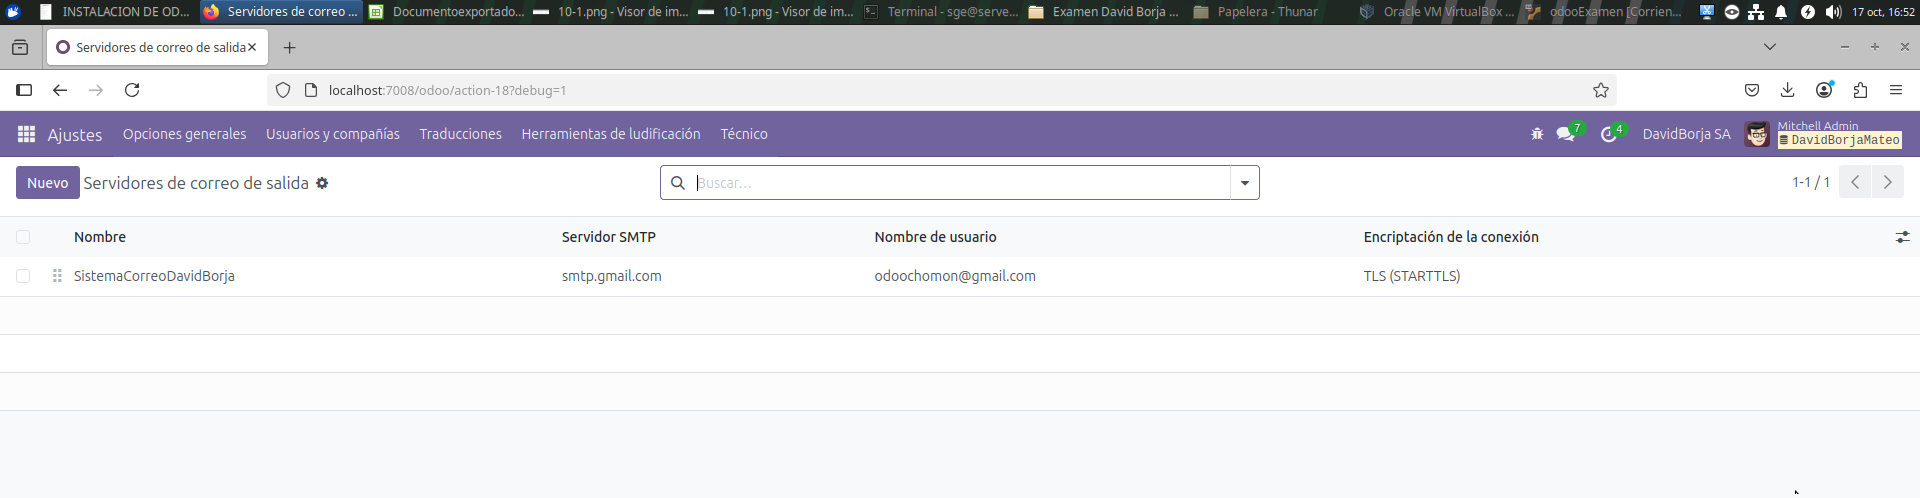 INSTALACION DE OD... Servidores de correo ... Documentoexportado... 10-1.png - Visor de im... 10-1.png - Visor de im... Terminal - sge@serve... Examen David Borja ... Papelera - Thunar Oracle VM VirtualBox ... odooExamen [Corrien... 17 oct, 16:52
Servidores de correo de salida
localhost:7008/odoo/action-18?debug=1
Ajustes Opciones generales Usuarios y compañías Traducciones Herramientas de ludificación Técnico 7 4 DavidBorja SA Mitchell Admin
DavidBorjaMateo
Nuevo Servidores de correo de salida Buscar... 1-1 / 1
Nombre Servidor SMTP Nombre de usuario Encriptación de la conexión
SistemaCorreoDavidBorja smtp.gmail.com odoochomon@gmail.com TLS (STARTTLS)